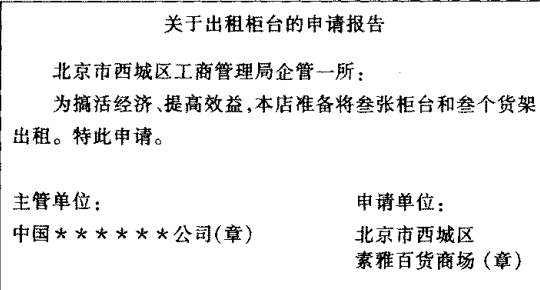 关于出租柜台的申请报告
北京市西城区工商管理局企管一所：
为搞活经济、提高效益，本店准备将叁张柜台和叁个货架
出租。特此申请。
主管单位：
中国******公司(章)
申请单位：
北京市西城区
素雅百货商场（章）